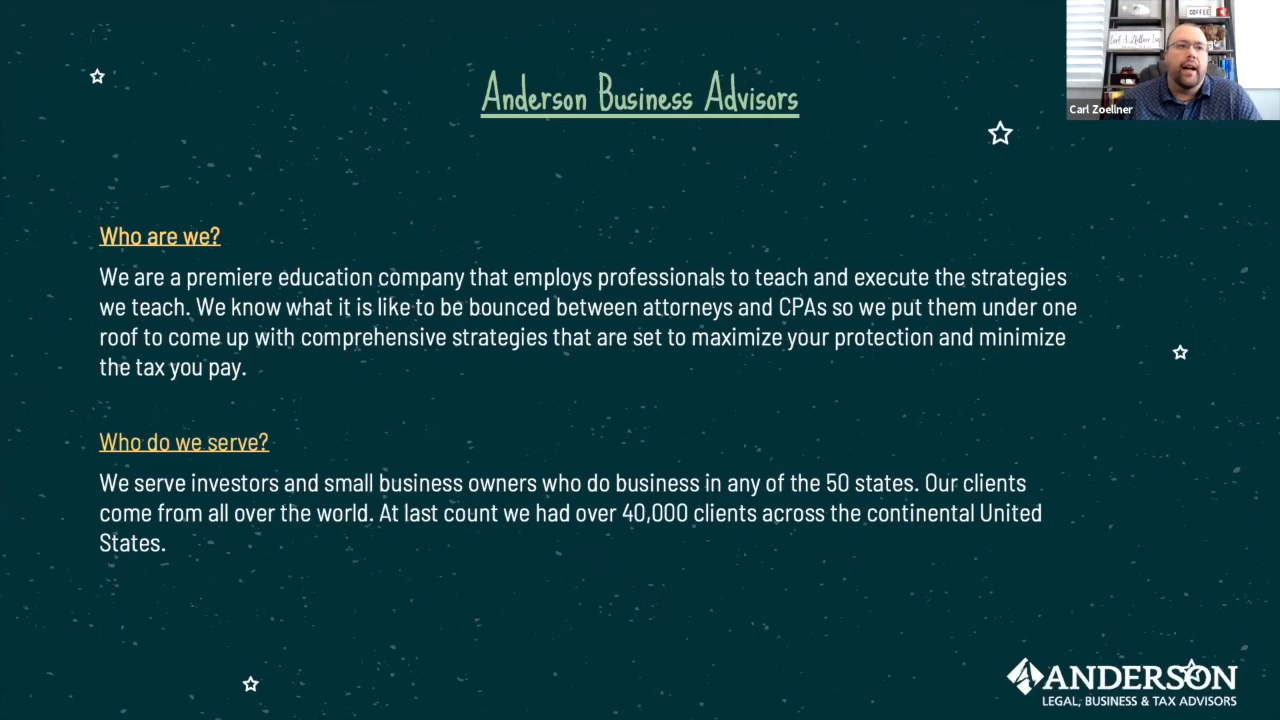 Anderson Business Advisors
COFFEE
Carl Zoellner
Who are we?
We are a premiere education company that employs professionals to teach and execute the strategies
we teach. We know what it is like to be bounced between attorneys and CPAs so we put them under one
roof to come up with comprehensive strategies that are set to maximize your protection and minimize
the tax you pay.
Who do we serve?
We serve investors and small business owners who do business in any of the 50 states. Our clients
come from all over the world. At last count we had over 40,000 clients across the continental United
States.
ANDERSON
LEGAL, BUSINESS & TAX ADVISORS